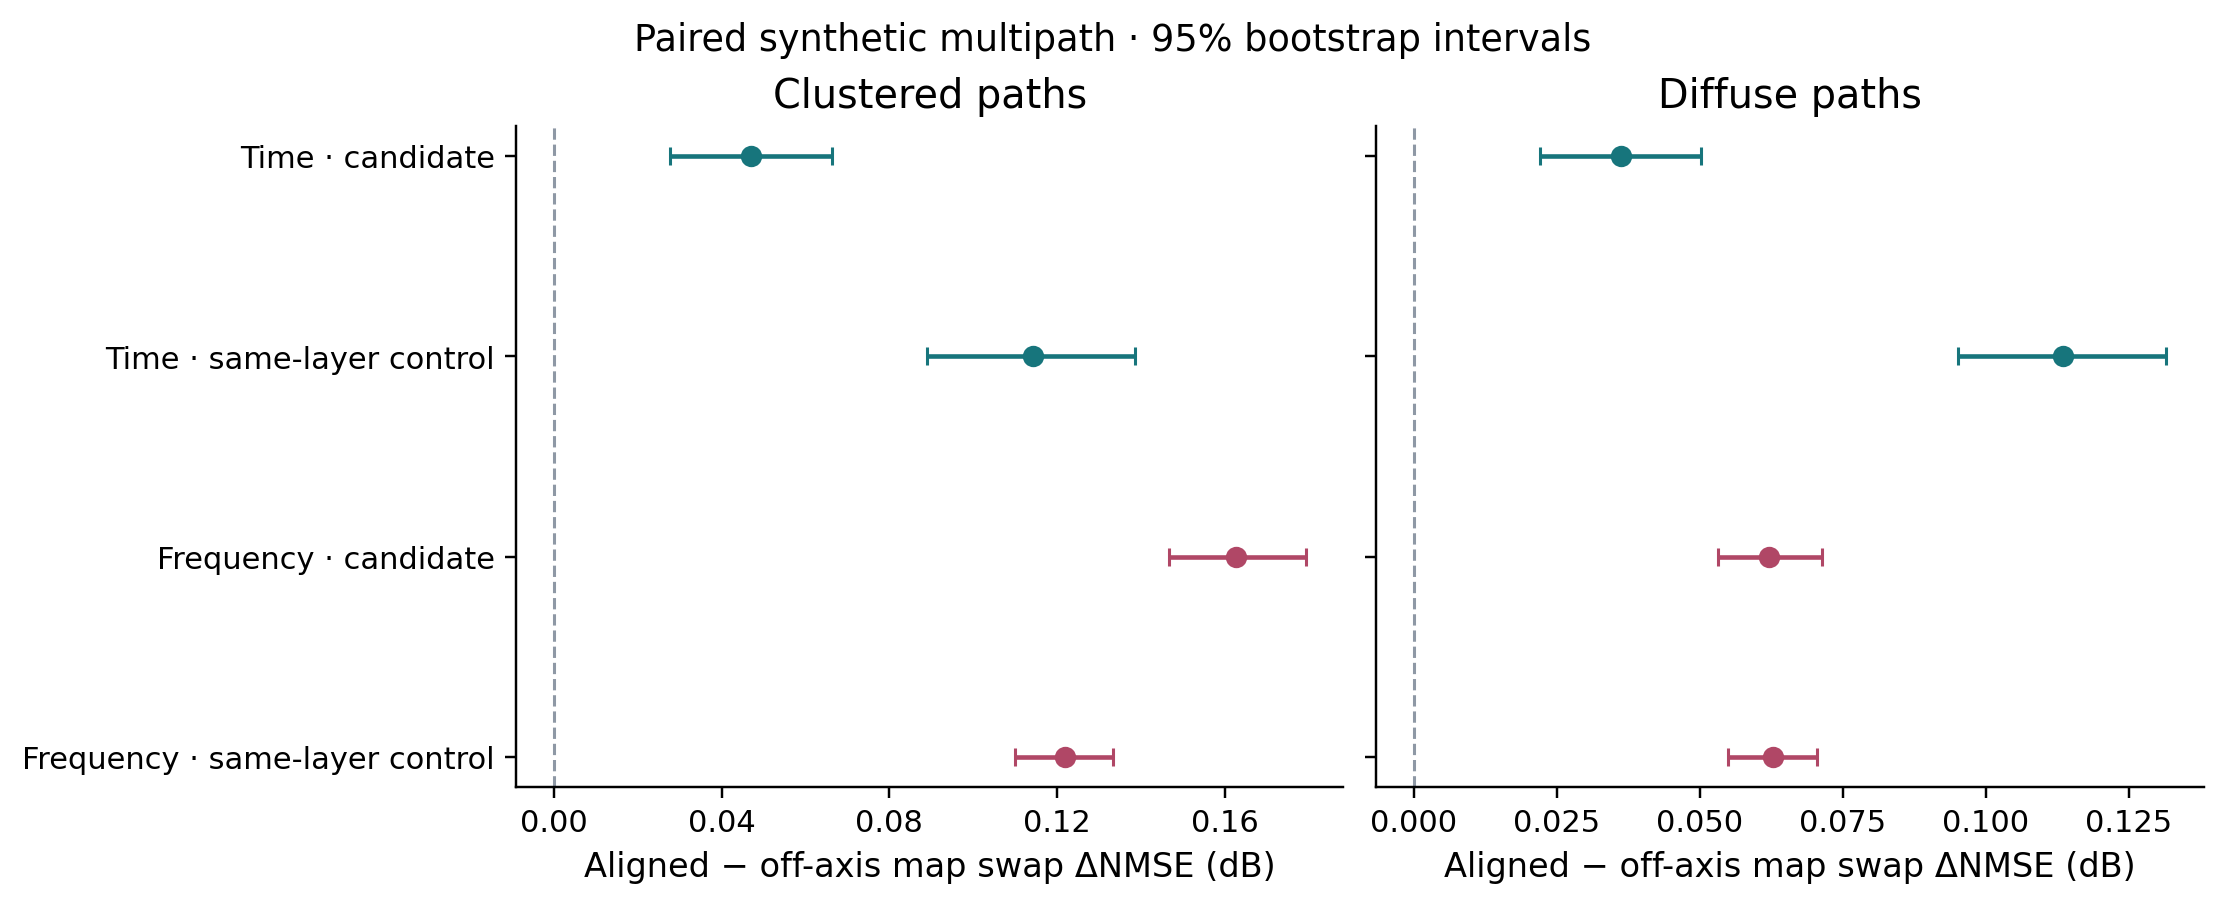 Paired synthetic multipath · 95% bootstrap intervals
Clustered paths
Diffuse paths
Time · candidate
Time · same-layer control
Frequency · candidate
Frequency · same-layer control
0.00 0.04 0.08 0.12 0.16
0.000 0.025 0.050 0.075 0.100 0.125
Aligned − off-axis map swap ΔNMSE (dB)
Aligned − off-axis map swap ΔNMSE (dB)